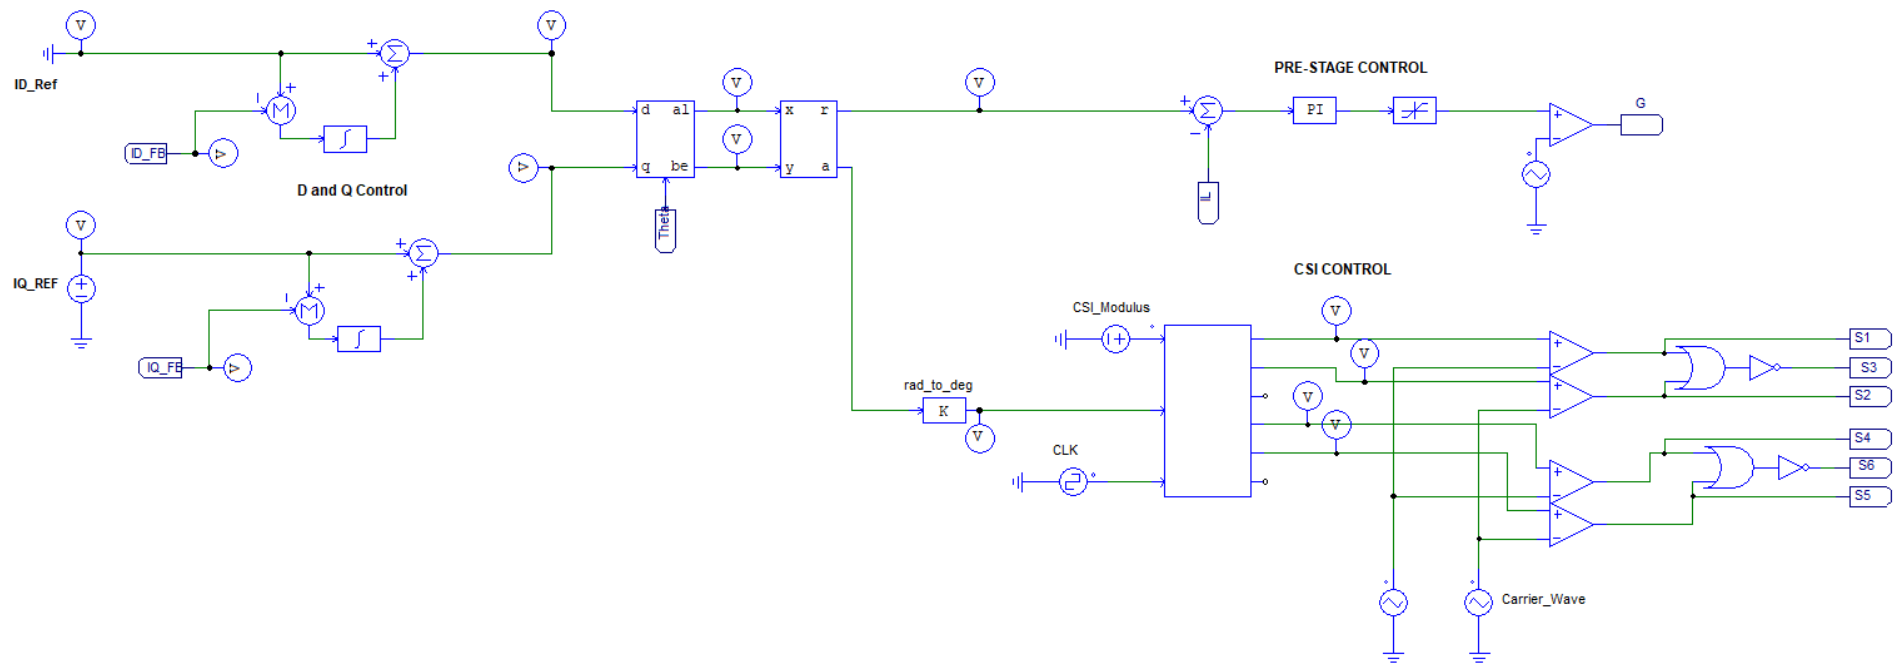 V
V
ID_Ref
ID_FB
V
D and Q Control
V
IQ_REF
IQ_FB
V
V
d al
q be
Theta
V
V
x r
y a
V
PRE-STAGE CONTROL
IL
PI
G
CSI CONTROL
CSI_Modulus
rad_to_deg
K
V
CLK
V
V
V
V
S1
S3
S2
S4
S6
S5
Carrier_Wave